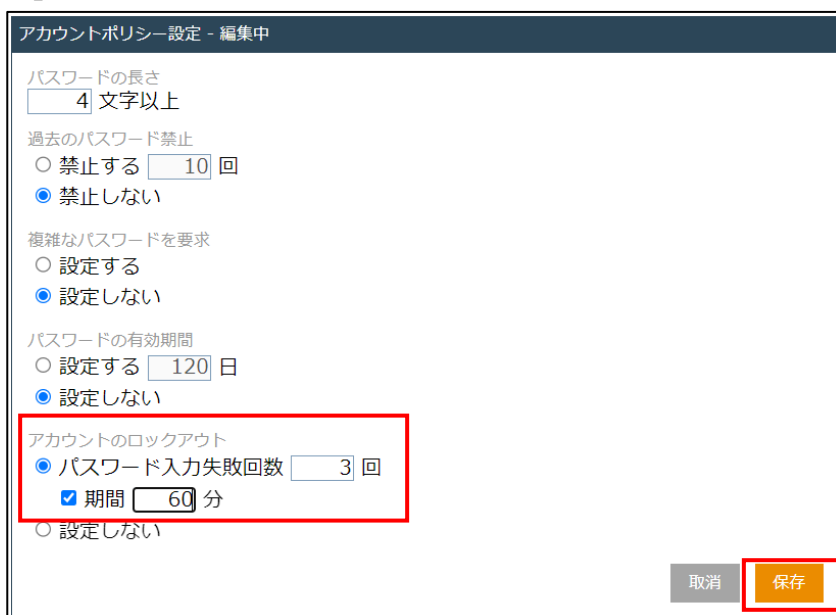 アカウントポリシー設定 - 編集中
パスワードの長さ
4 文字以上
過去のパスワード禁止
禁止する 10 回
禁止しない
複雑なパスワードを要求
設定する
設定しない
パスワードの有効期間
設定する 120 日
設定しない
アカウントのロックアウト
パスワード入力失敗回数 3 回
期間 60 分
設定しない
取消 保存